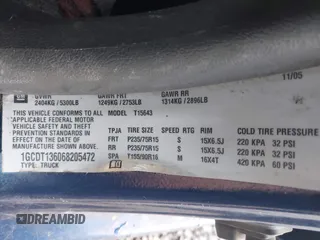 GM GVWR GAWR FRT GAWR RR 11/05
2404KG / 5300LB 1249KG / 2753LB 1314KG / 2896LB
THIS VEHICLE CONFORMS TO ALL APPLICABLE U.S. MODEL T15643
FEDERAL MOTOR VEHICLE SAFETY AND THEFT PREVENTION STANDARDS IN EFFECT ON THE DATE OF
MANUFACTURE SHOWN ABOVE.
1GCDT136068205472
TYPE: TRUCK
TPJA TIRE SIZE SPEED RTG RIM COLD TIRE PRESSURE
FRT P235/75R15 S 15X6.5J 220 KPA 32 PSI
RR P235/75R15 S 15X6.5J 220 KPA 32 PSI
SPA T155/90R16 M 16X4T 420 KPA 60 PSI
ridesafely.com